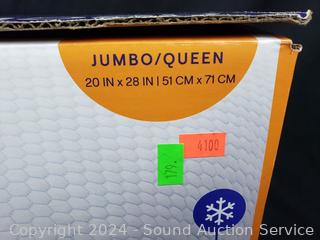 JUMBO/QUEEN
20 IN x 28 IN | 51 CM x 71 CM
4100
179.
Copyright 2024 - Sound Auction Service